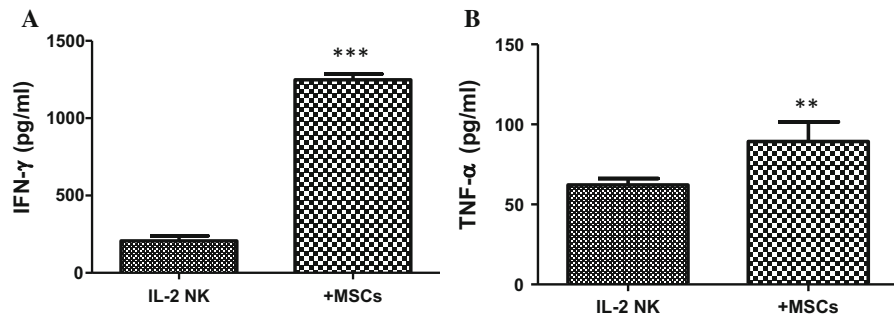 A
IFN-γ (pg/ml)
1500
1000
500
0
***
IL-2 NK
+MSCs
B
TNF-α (pg/ml)
150
100
50
0
**
IL-2 NK
+MSCs